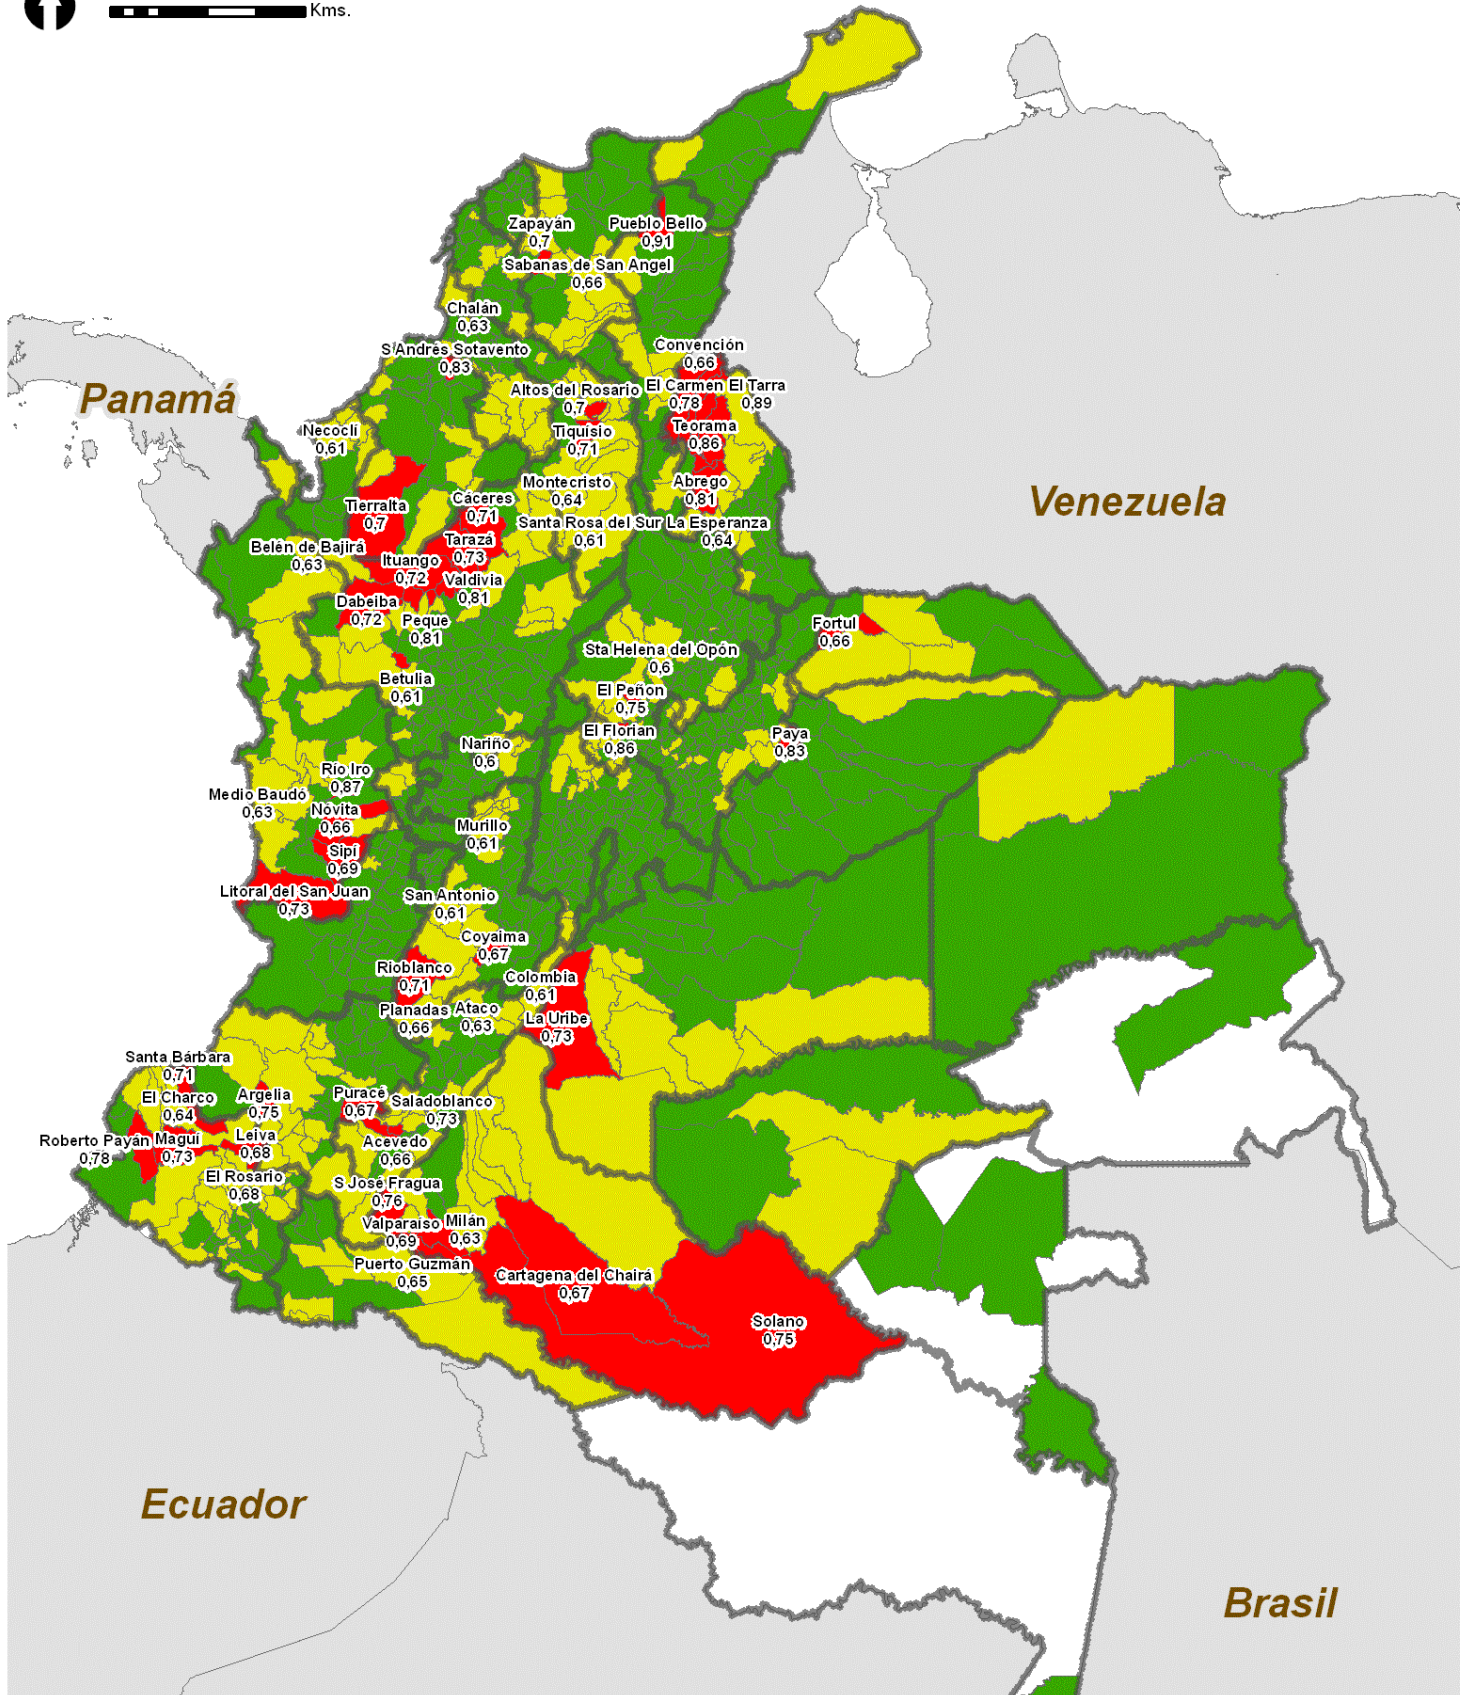 Kms.
Zapayán
0,7
Pueblo Bello
0,91
Sabanas de San Angel
0,66
Chalán
0,63
S Andrés Sotavento
0,83
Convención
0,66
Panamá
Altos del Rosario
0,7
El Carmen
0,78
El Tarra
0,89
Necoclí
0,61
Tiquisio
0,71
Teorama
0,86
Venezuela
Montecristo
0,64
Abrego
0,81
Cáceres
0,71
Tierralta
0,7
Santa Rosa del Sur
0,61
La Esperanza
0,64
Belén de Bajirá
0,63
Tarazá
0,73
Ituango
0,72
Valdivia
0,81
Dabeiba
0,72
Peque
0,81
Fortul
0,66
Sta Helena del Opón
0,6
Betulia
0,61
El Peñon
0,75
El Florian
0,86
Paya
0,83
Nariño
0,6
Río Iro
0,87
Medio Baudó
0,63
Nóvita
0,66
Murillo
0,61
Sipí
0,69
Litoral del San Juan
0,73
San Antonio
0,61
Coyaima
0,67
Rioblanco
0,71
Colombia
0,61
Planadas
0,66
Ataco
0,63
La Uribe
0,73
Santa Bárbara
0,71
El Charco
0,64
Argelia
0,75
Puracé
0,67
Saladoblanco
0,73
Roberto Payán
0,78
Maguí
0,73
Leiva
0,68
Acevedo
0,66
El Rosario
0,68
S José Fragua
0,76
Valparaíso
0,69
Milán
0,63
Puerto Guzmán
0,65
Cartagena del Chairá
0,67
Solano
0,75
Ecuador
Brasil